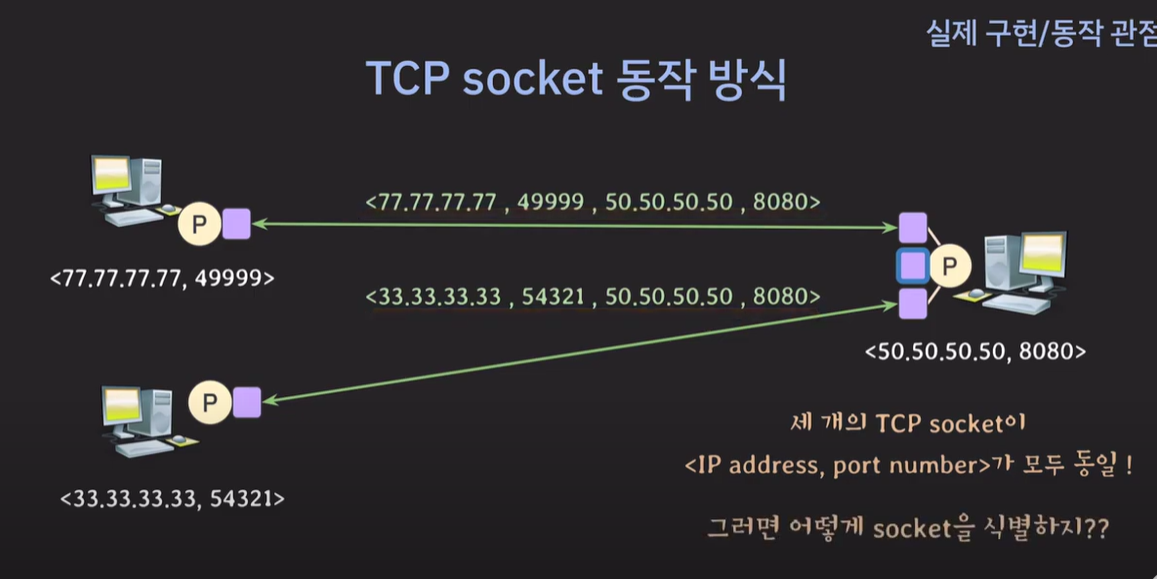 실제 구현/동작 관점
TCP socket 동작 방식
<77.77.77.77 , 49999 , 50.50.50.50 , 8080>
P
P
<77.77.77.77, 49999>
<33.33.33.33 , 54321 , 50.50.50.50 , 8080>
<50.50.50.50, 8080>
P
<33.33.33.33, 54321>
세 개의 TCP socket이
<IP address, port number>가 모두 동일 !
그러면 어떻게 socket을 식별하지??